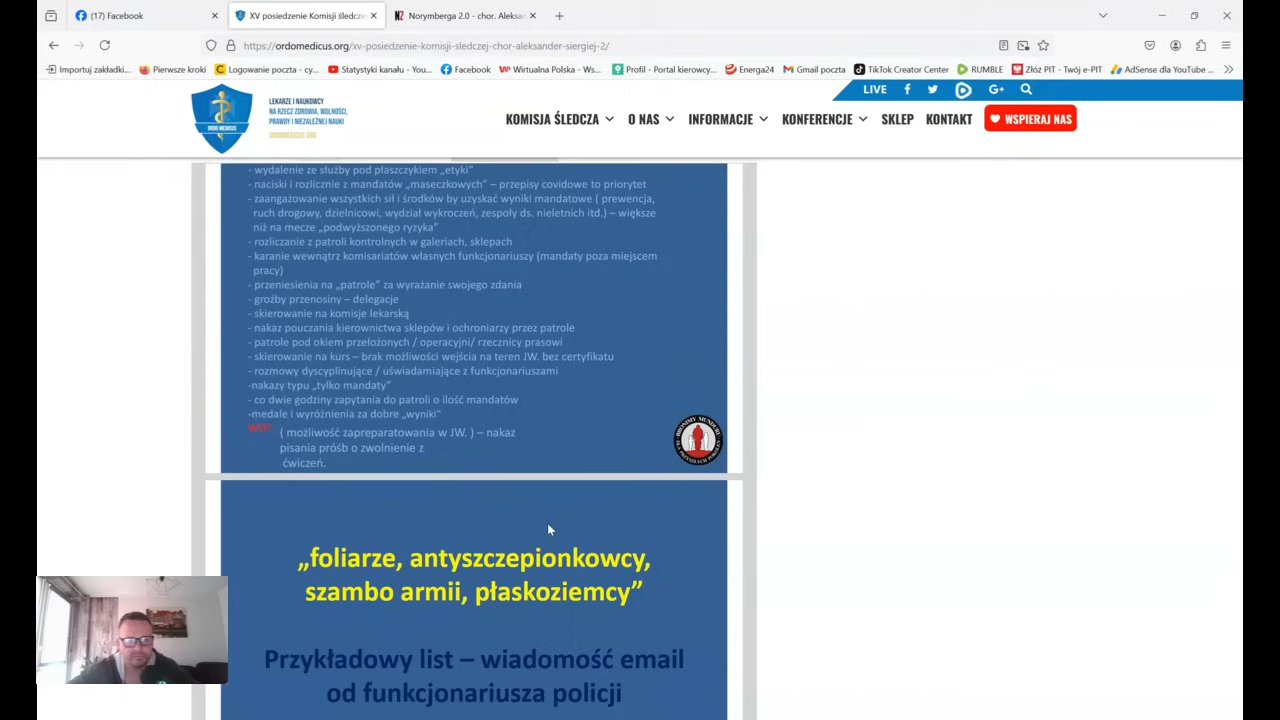 (17) Facebook
XV posiedzenie Komisji śledczej
Norymberga 2.0 - chor. Aleksan
https://ordomedicus.org/xv-posiedzenie-komisji-sledczej-chor-aleksander-siergiej-2/
Importuj zakładki...
Pierwsze kroki
Logowanie poczta - cy...
Statystyki kanału - You...
Facebook
Wirtualna Polska - Ws...
Profil - Portal kierowcy...
Energa24
Gmail poczta
TikTok Creator Center
RUMBLE
Złóż PIT - Twój e-PIT
AdSense dla YouTube ...
LIVE
ORDO MEDICUS
LEKARZE I NAUKOWCY
NA RZECZ ZDROWIA, WOLNOŚCI,
PRAWDY I NIEZALEŻNEJ NAUKI
ORDOMEDICUS.ORG
KOMISJA ŚLEDCZA
O NAS
INFORMACJE
KONFERENCJE
SKLEP
KONTAKT
WSPIERAJ NAS
- wydalenie ze służby pod płaszczykiem „etyki”
- naciski i rozlicznie z mandatów „maseczkowych” – przepisy covidowe to priorytet
- zaangażowanie wszystkich sił i środków by uzyskać wyniki mandatowe ( prewencja,
ruch drogowy, dzielnicowi, wydział wykroczeń, zespoły ds. nieletnich itd.) – większe
niż na mecze „podwyższonego ryzyka”
- rozliczanie z patroli kontrolnych w galeriach, sklepach
- karanie wewnątrz komisariatów własnych funkcjonariuszy (mandaty poza miejscem
pracy)
- przeniesienia na „patrole” za wyrażanie swojego zdania
- groźby przenosiny – delegacje
- skierowanie na komisje lekarską
- nakaz pouczania kierownictwa sklepów i ochroniarzy przez patrole
- patrole pod okiem przełożonych / operacyjni/ rzecznicy prasowi
- skierowanie na kurs – brak możliwości wejścia na teren JW. bez certyfikatu
- rozmowy dyscyplinujące / uświadamiające z funkcjonariuszami
-nakazy typu „tylko mandaty”
- co dwie godziny zapytania do patroli o ilość mandatów
-medale i wyróżnienia za dobre „wyniki”
WOT
( możliwość zapreparatowania w JW. ) – nakaz
pisania próśb o zwolnienie z
ćwiczeń.
„foliarze, antyszczepionkowcy,
szambo armii, płaskoziemcy”
Przykładowy list – wiadomość email
od funkcjonariusza policji